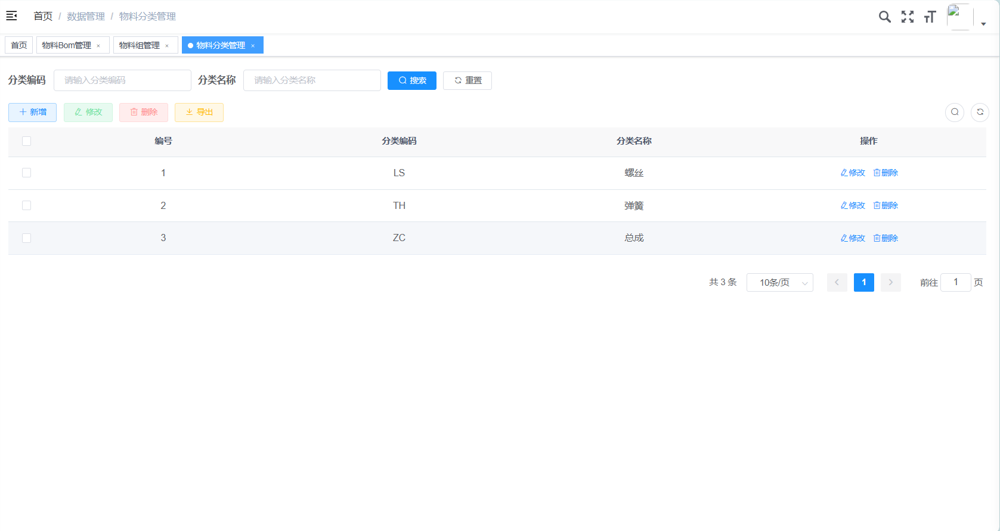 首页 / 数据管理 / 物料分类管理
首页 物料Bom管理 × 物料组管理 × 物料分类管理 ×
分类编码 请输入分类编码 分类名称 请输入分类名称 搜索 重置
新增 修改 删除 导出
编号 分类编码 分类名称 操作
1 LS 螺丝 修改 删除
2 TH 弹簧 修改 删除
3 ZC 总成 修改 删除
共 3 条 10条/页 1 前往 1 页